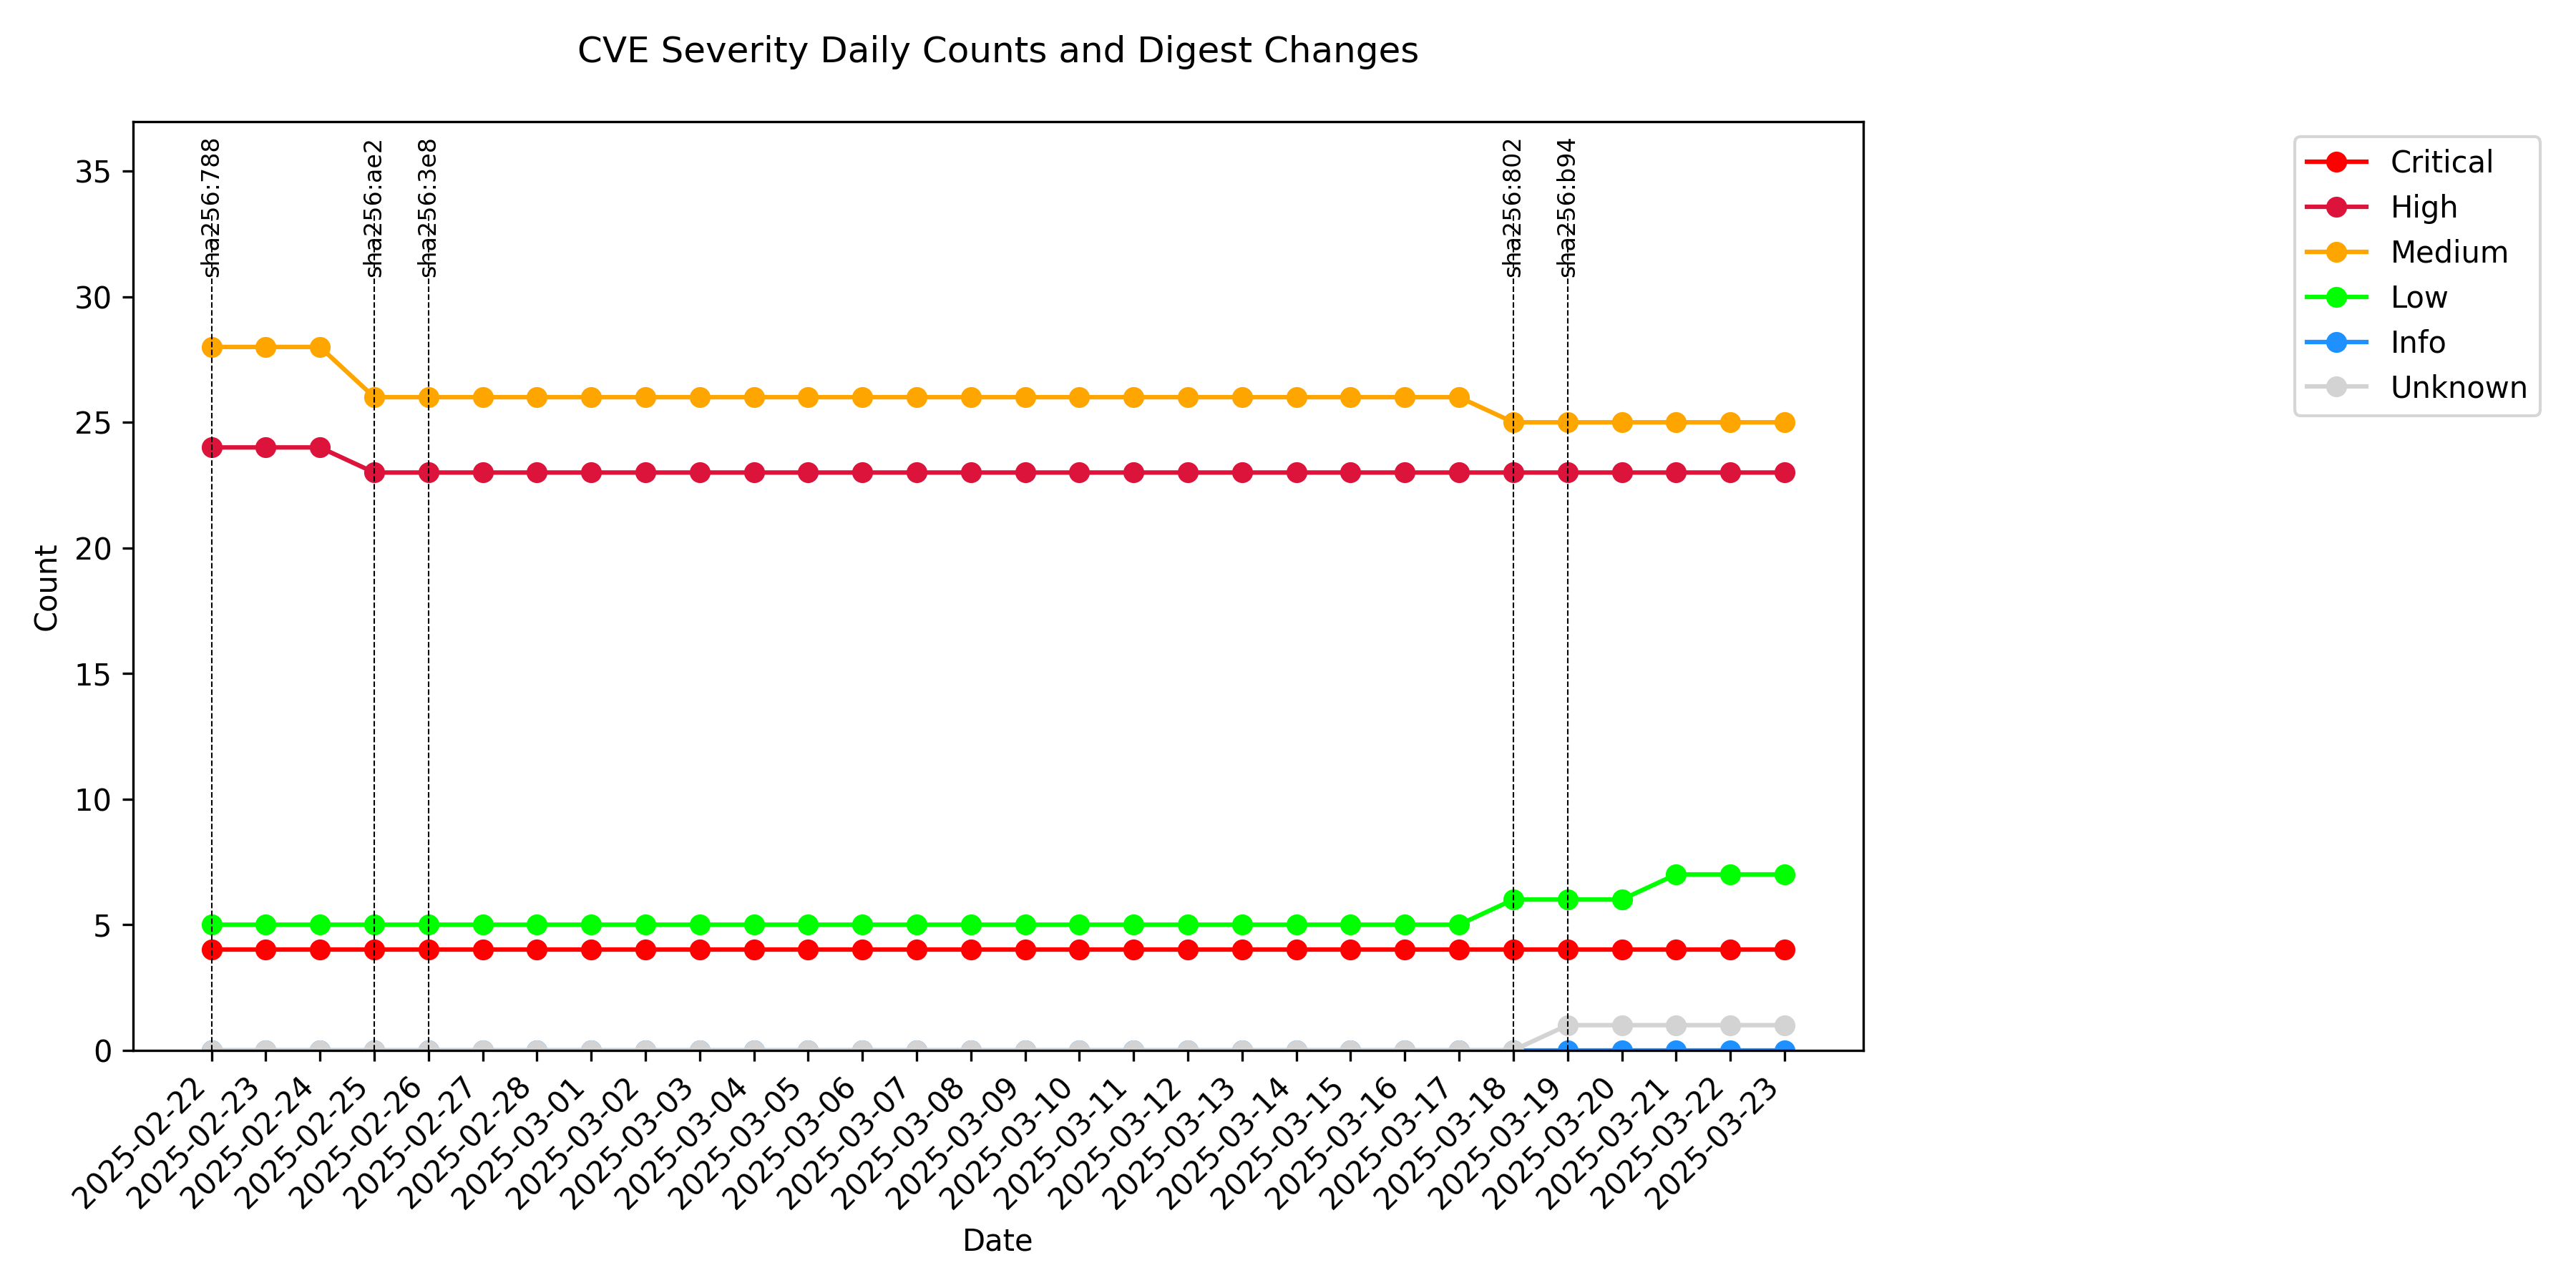 CVE Severity Daily Counts and Digest Changes
sha256:788
sha256:ae2
sha256:3e8
sha256:802
sha256:b94
Critical
High
Medium
Low
Info
Unknown
Count
35
30
25
20
15
10
5
0
2025-02-22
2025-02-23
2025-02-24
2025-02-25
2025-02-26
2025-02-27
2025-02-28
2025-03-01
2025-03-02
2025-03-03
2025-03-04
2025-03-05
2025-03-06
2025-03-07
2025-03-08
2025-03-09
2025-03-10
2025-03-11
2025-03-12
2025-03-13
2025-03-14
2025-03-15
2025-03-16
2025-03-17
2025-03-18
2025-03-19
2025-03-20
2025-03-21
2025-03-22
2025-03-23
Date